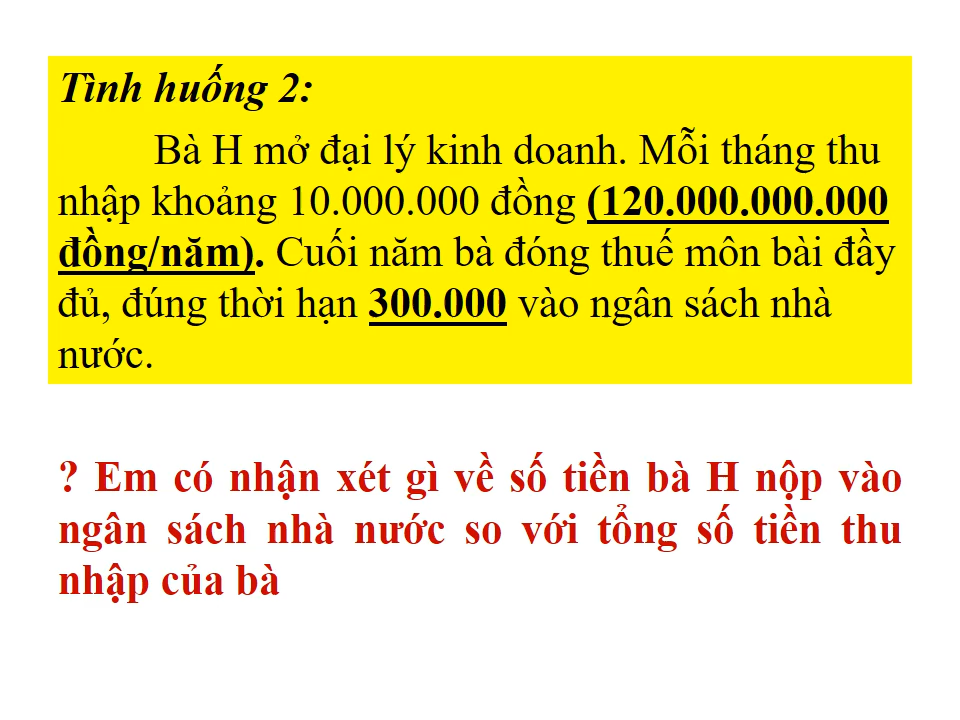 Tình huống 2:
Bà H mở đại lý kinh doanh. Mỗi tháng thu
nhập khoảng 10.000.000 đồng (120.000.000.000
đồng/năm). Cuối năm bà đóng thuế môn bài đầy
đủ, đúng thời hạn 300.000 vào ngân sách nhà
nước.
? Em có nhận xét gì về số tiền bà H nộp vào
ngân sách nhà nước so với tổng số tiền thu
nhập của bà